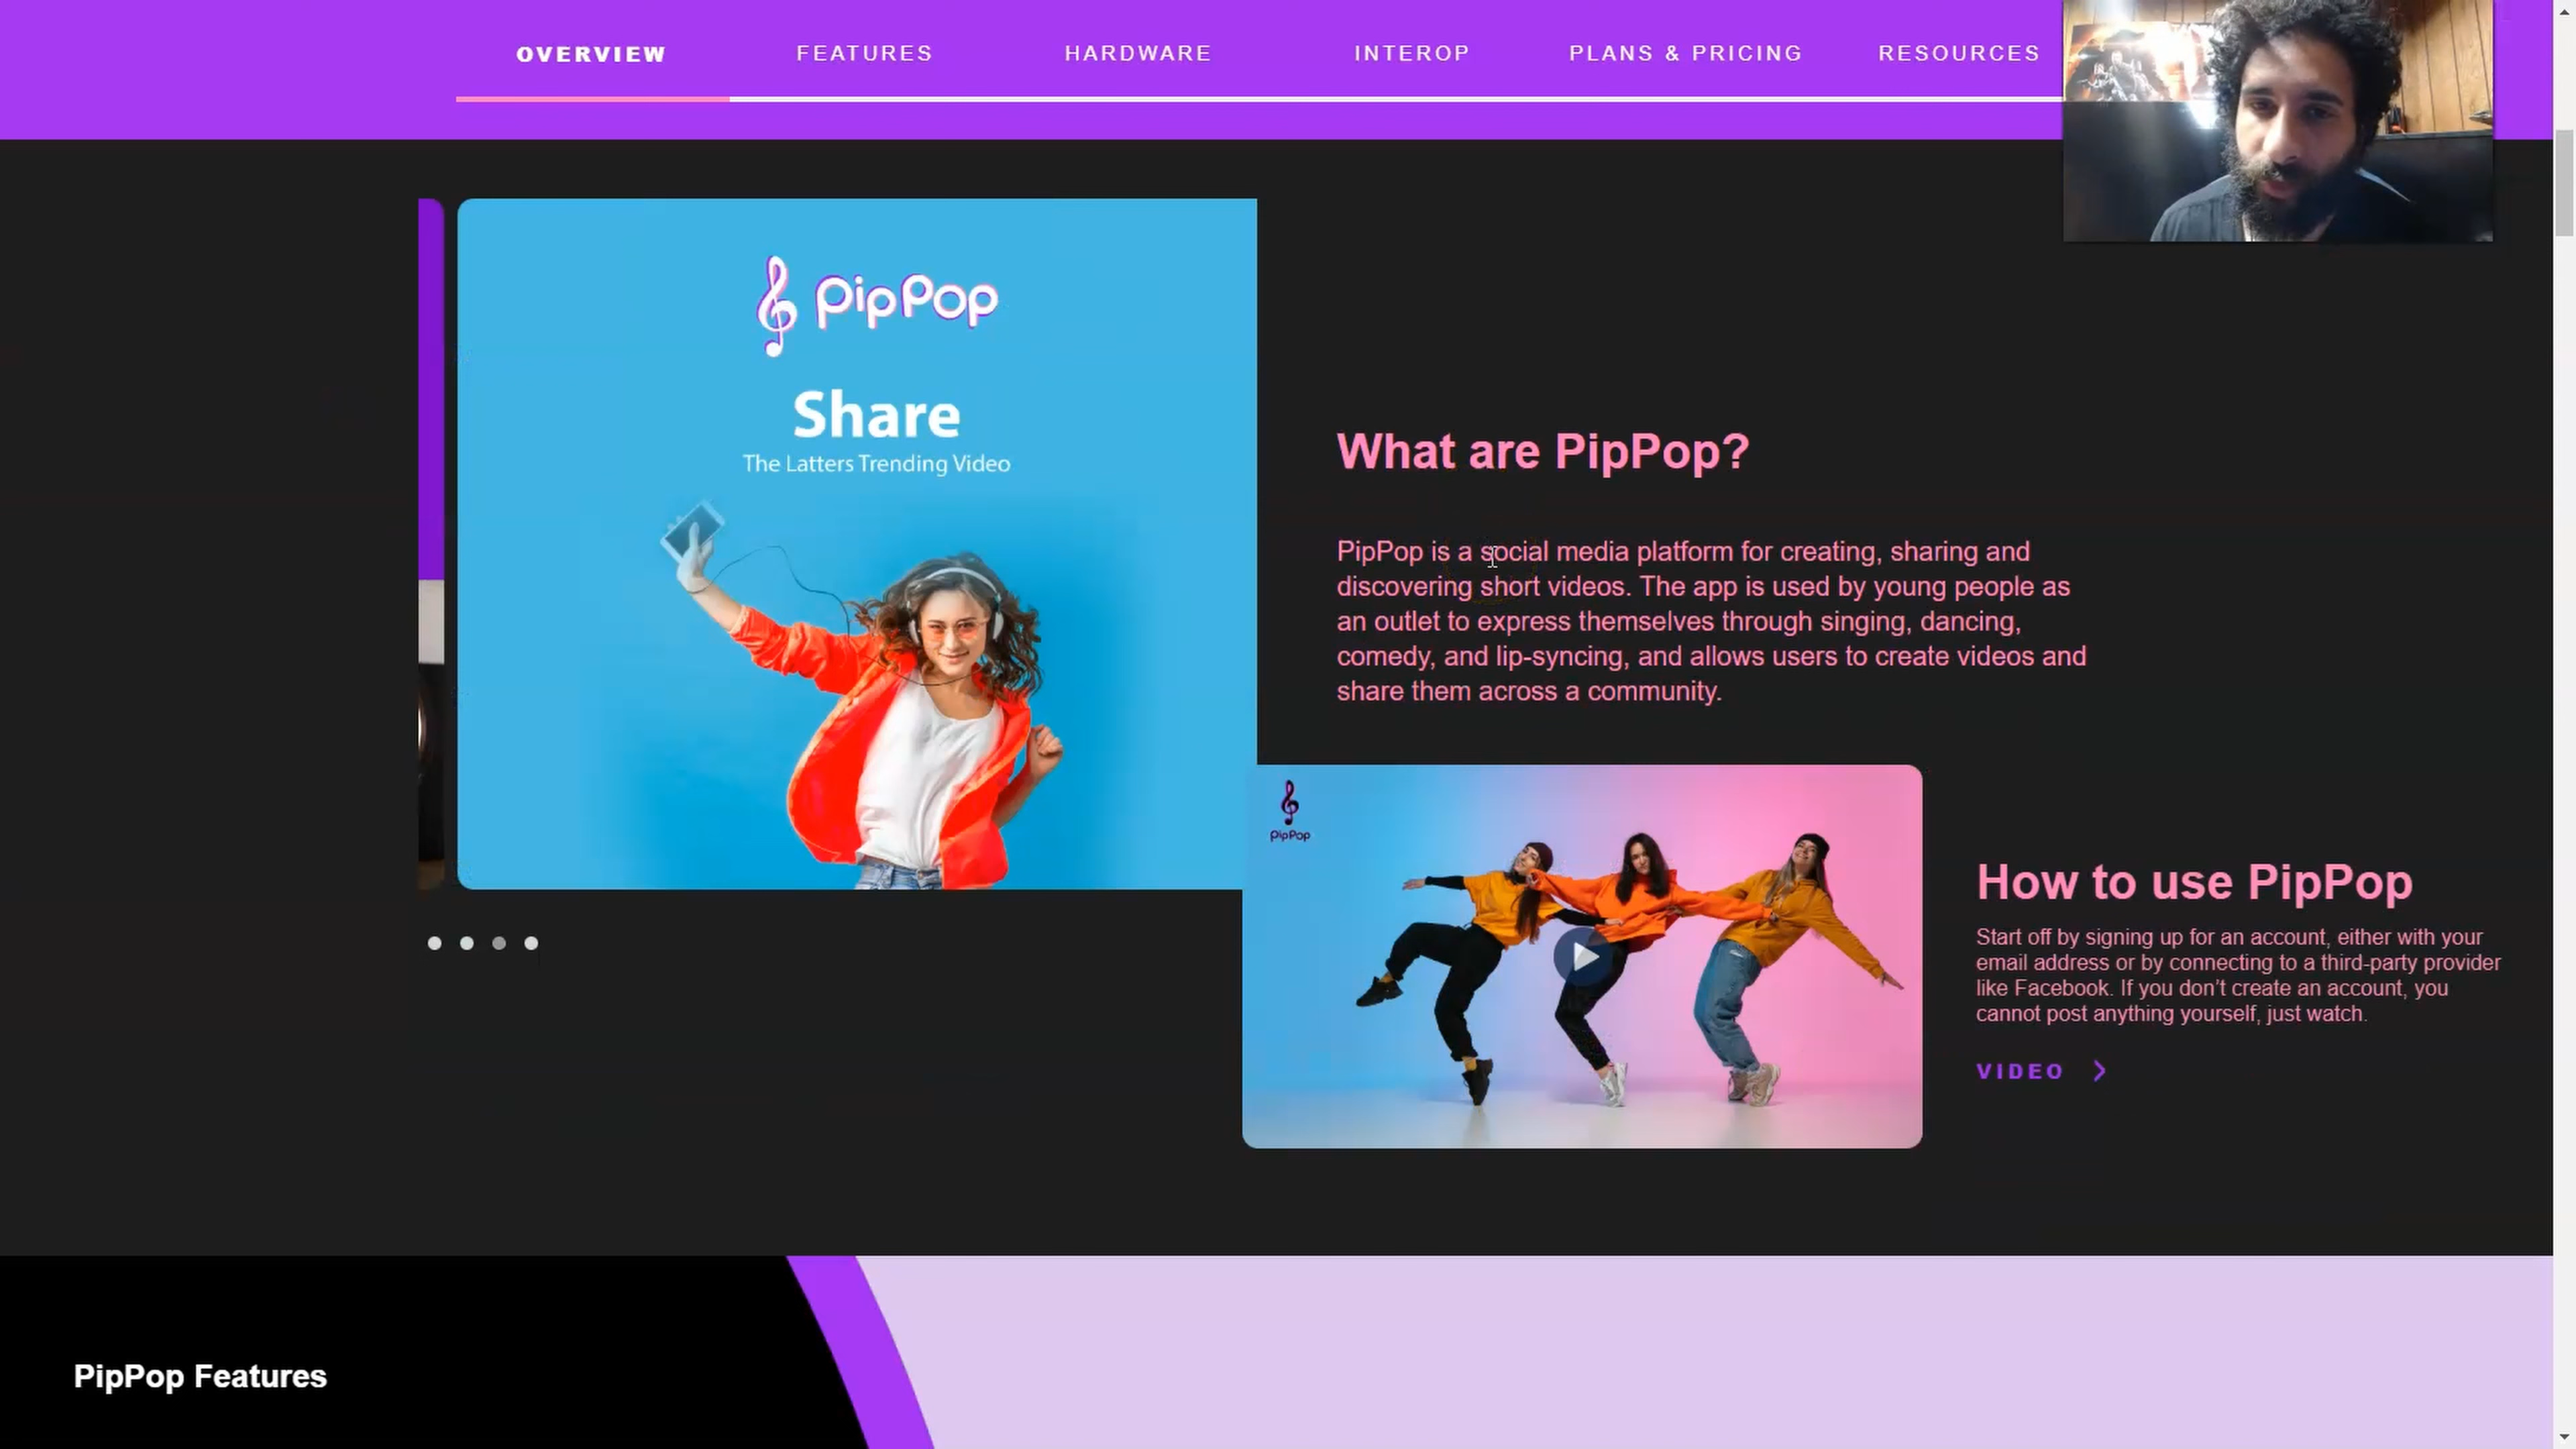 OVERVIEW FEATURES HARDWARE INTEROP PLANS & PRICING RESOURCES
PipPop
Share
The Latters Trending Video
What are PipPop?
PipPop is a social media platform for creating, sharing and
discovering short videos. The app is used by young people as
an outlet to express themselves through singing, dancing,
comedy, and lip-syncing, and allows users to create videos and
share them across a community.
PipPop
How to use PipPop
Start off by signing up for an account, either with your
email address or by connecting to a third-party provider
like Facebook. If you don’t create an account, you
cannot post anything yourself, just watch.
VIDEO
PipPop Features